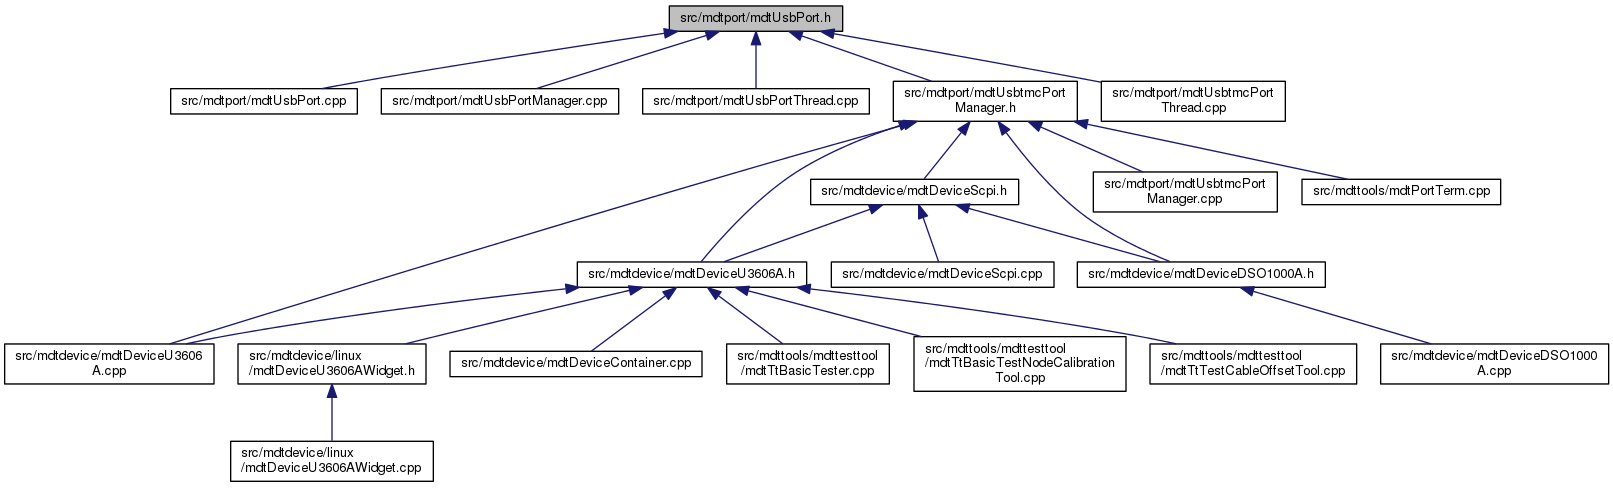 src/mdtport/mdtUsbPort.h
src/mdtport/mdtUsbPort.cpp
src/mdtport/mdtUsbPortManager.cpp
src/mdtport/mdtUsbPortThread.cpp
src/mdtport/mdtUsbtmcPort
Manager.h
src/mdtport/mdtUsbtmcPort
Thread.cpp
src/mdtdevice/mdtDeviceScpi.h
src/mdtport/mdtUsbtmcPort
Manager.cpp
src/mdttools/mdtPortTerm.cpp
src/mdtdevice/mdtDeviceU3606A.h
src/mdtdevice/mdtDeviceScpi.cpp
src/mdtdevice/mdtDeviceDSO1000A.h
src/mdtdevice/mdtDeviceU3606
A.cpp
src/mdtdevice/linux
/mdtDeviceU3606AWidget.h
src/mdtdevice/mdtDeviceContainer.cpp
src/mdttools/mdttesttool
/mdtTtBasicTester.cpp
src/mdttools/mdttesttool
/mdtTtBasicTestNodeCalibration
Tool.cpp
src/mdttools/mdttesttool
/mdtTtTestCableOffsetTool.cpp
src/mdtdevice/mdtDeviceDSO1000
A.cpp
src/mdtdevice/linux
/mdtDeviceU3606AWidget.cpp